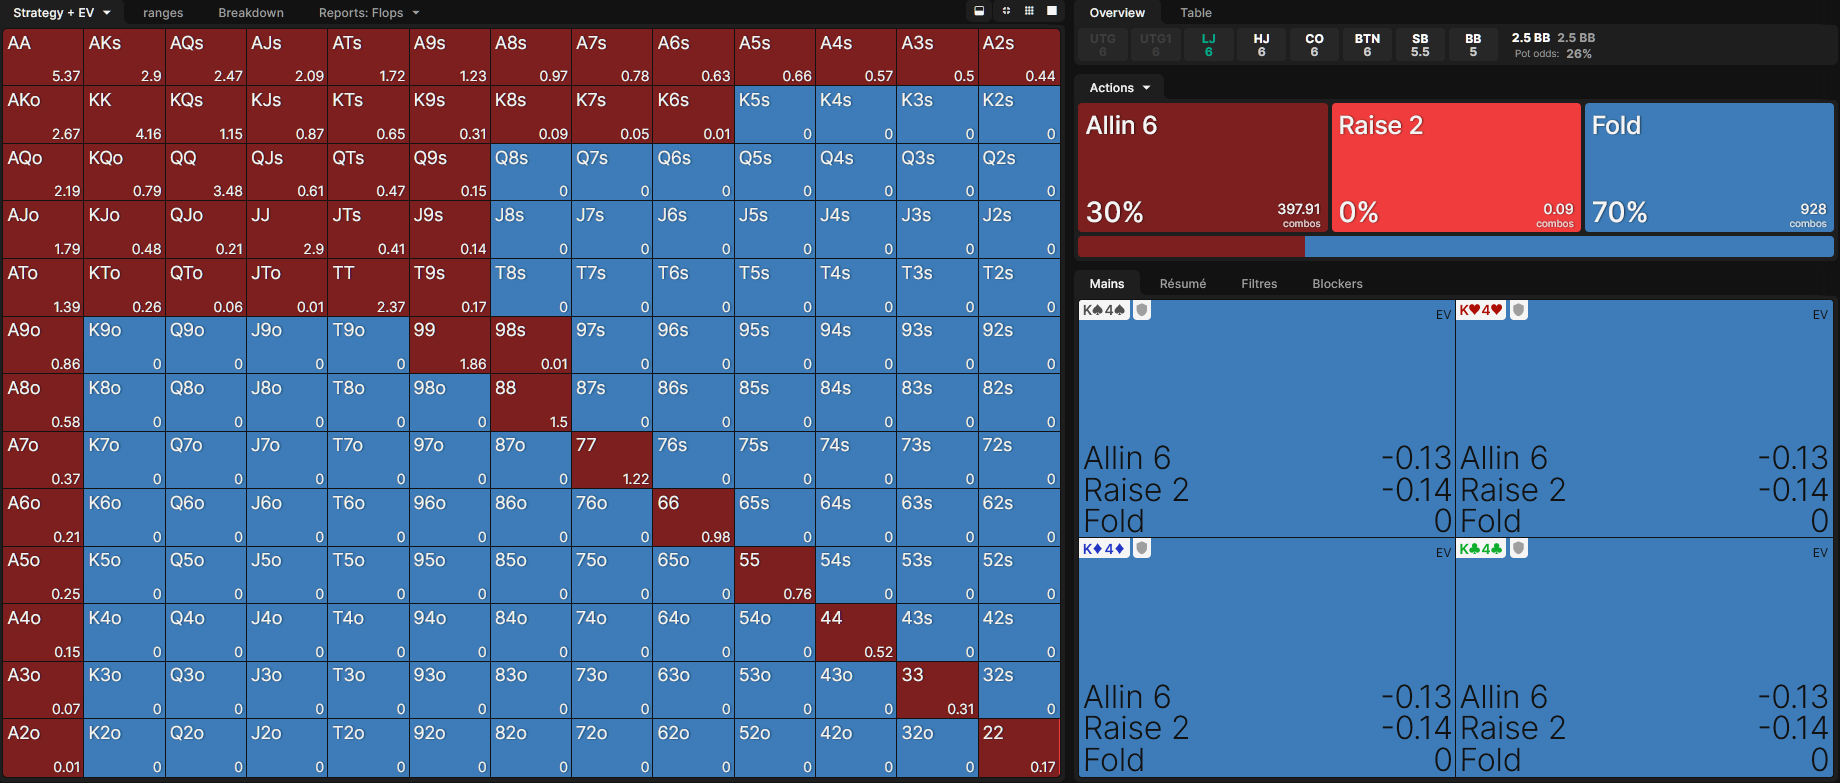 Strategy + EV ranges Breakdown Reports: Flops
AA AKs AQs AJs ATs A9s A8s A7s A6s A5s A4s A3s A2s
5.37 2.9 2.47 2.09 1.72 1.23 0.97 0.78 0.63 0.66 0.57 0.5 0.44
AKo KK KQs KJs KTs K9s K8s K7s K6s K5s K4s K3s K2s
2.67 4.16 1.15 0.87 0.65 0.31 0.09 0.05 0.01 0 0 0 0
AQo KQo QQ QJs QTs Q9s Q8s Q7s Q6s Q5s Q4s Q3s Q2s
2.19 0.79 3.48 0.61 0.47 0.15 0 0 0 0 0 0 0
AJo KJo QJo JJ JTs J9s J8s J7s J6s J5s J4s J3s J2s
1.79 0.48 0.21 2.9 0.41 0.14 0 0 0 0 0 0 0
ATo KTo QTo JTo TT T9s T8s T7s T6s T5s T4s T3s T2s
1.39 0.26 0.06 0.01 2.37 0.17 0 0 0 0 0 0 0
A9o K9o Q9o J9o T9o 99 98s 97s 96s 95s 94s 93s 92s
0.86 0 0 0 0 1.86 0.01 0 0 0 0 0 0
A8o K8o Q8o J8o T8o 98o 88 87s 86s 85s 84s 83s 82s
0.58 0 0 0 0 0 1.5 0 0 0 0 0 0
A7o K7o Q7o J7o T7o 97o 87o 77 76s 75s 74s 73s 72s
0.37 0 0 0 0 0 0 1.22 0 0 0 0 0
A6o K6o Q6o J6o T6o 96o 86o 76o 66 65s 64s 63s 62s
0.21 0 0 0 0 0 0 0 0.98 0 0 0 0
A5o K5o Q5o J5o T5o 95o 85o 75o 65o 55 54s 53s 52s
0.25 0 0 0 0 0 0 0 0 0.76 0 0 0
A4o K4o Q4o J4o T4o 94o 84o 74o 64o 54o 44 43s 42s
0.15 0 0 0 0 0 0 0 0 0 0.52 0 0
A3o K3o Q3o J3o T3o 93o 83o 73o 63o 53o 43o 33 32s
0.07 0 0 0 0 0 0 0 0 0 0 0.31 0
A2o K2o Q2o J2o T2o 92o 82o 72o 62o 52o 42o 32o 22
0.01 0 0 0 0 0 0 0 0 0 0 0 0.17
Overview Table
UTG UTG1 LJ HJ CO BTN SB BB 2.5 BB 2.5 BB
6 6 6 6 6 6 5.5 5 Pot odds: 26%
Actions
Allin 6 Raise 2 Fold
30% 397.91 0% 0.09 70% 928
combos combos combos
Mains Résumé Filtres Blockers
K♠4♠ EV K♥4♥ EV
Allin 6 -0.13 Allin 6 -0.13
Raise 2 -0.14 Raise 2 -0.14
Fold 0 Fold 0
K♦4♦ EV K♣4♣ EV
Allin 6 -0.13 Allin 6 -0.13
Raise 2 -0.14 Raise 2 -0.14
Fold 0 Fold 0